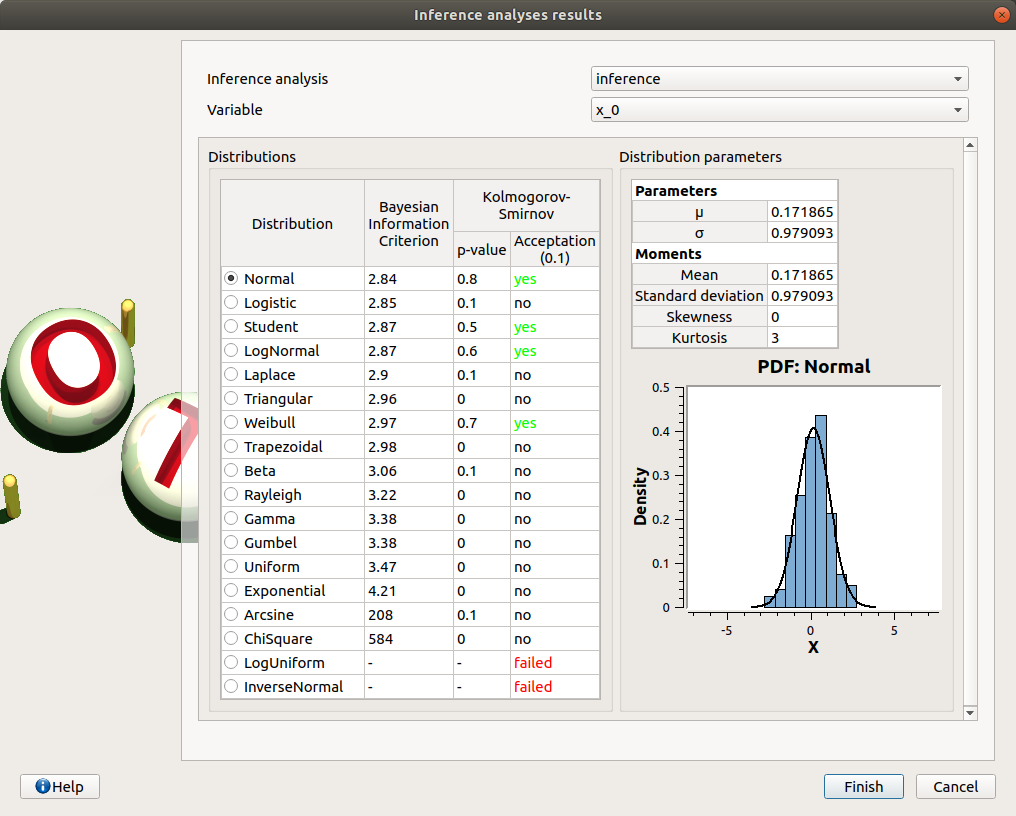 Inference analyses results
Inference analysis inference
Variable x_0
Distributions
Distribution Bayesian Information Criterion Kolmogorov-Smirnov
p-value Acceptation (0.1)
Normal 2.84 0.8 yes
Logistic 2.85 0.1 no
Student 2.87 0.5 yes
LogNormal 2.87 0.6 yes
Laplace 2.9 0.1 no
Triangular 2.96 0 no
Weibull 2.97 0.7 yes
Trapezoidal 2.98 0 no
Beta 3.06 0.1 no
Rayleigh 3.22 0 no
Gamma 3.38 0 no
Gumbel 3.38 0 no
Uniform 3.47 0 no
Exponential 4.21 0 no
Arcsine 208 0.1 no
ChiSquare 584 0 no
LogUniform - - failed
InverseNormal - - failed
Distribution parameters
Parameters
μ 0.171865
σ 0.979093
Moments
Mean 0.171865
Standard deviation 0.979093
Skewness 0
Kurtosis 3
PDF: Normal
Density
0.5
0.4
0.3
0.2
0.1
0
-5 0 5
X
Help
Finish Cancel